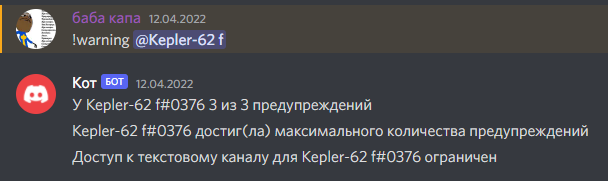 баба капа 12.04.2022
!warning @Kepler-62 f
Кот БОТ 12.04.2022
У Kepler-62 f#0376 3 из 3 предупреждений
Kepler-62 f#0376 достиг(ла) максимального количества предупреждений
Доступ к текстовому каналу для Kepler-62 f#0376 ограничен